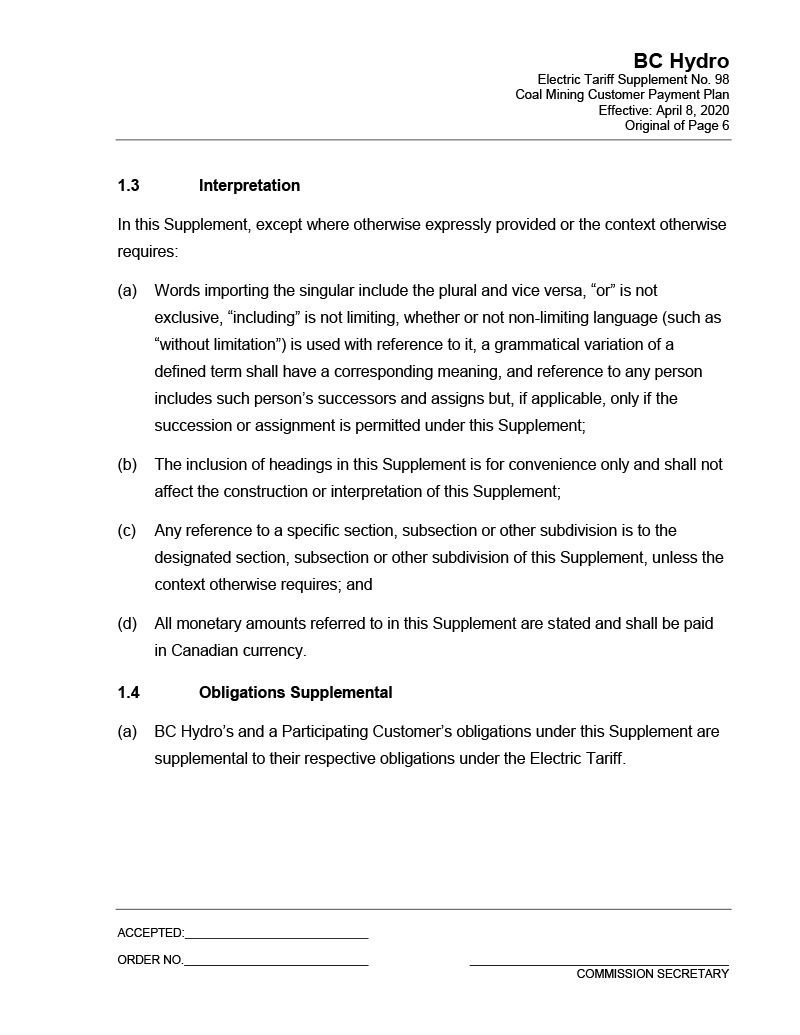 BC Hydro
Electric Tariff Supplement No. 98
Coal Mining Customer Payment Plan
Effective: April 8, 2020
Original of Page 6
1.3 Interpretation
In this Supplement, except where otherwise expressly provided or the context otherwise
requires:
(a) Words importing the singular include the plural and vice versa, “or” is not
exclusive, “including” is not limiting, whether or not non-limiting language (such as
“without limitation”) is used with reference to it, a grammatical variation of a
defined term shall have a corresponding meaning, and reference to any person
includes such person’s successors and assigns but, if applicable, only if the
succession or assignment is permitted under this Supplement;
(b) The inclusion of headings in this Supplement is for convenience only and shall not
affect the construction or interpretation of this Supplement;
(c) Any reference to a specific section, subsection or other subdivision is to the
designated section, subsection or other subdivision of this Supplement, unless the
context otherwise requires; and
(d) All monetary amounts referred to in this Supplement are stated and shall be paid
in Canadian currency.
1.4 Obligations Supplemental
(a) BC Hydro’s and a Participating Customer’s obligations under this Supplement are
supplemental to their respective obligations under the Electric Tariff.
ACCEPTED:
ORDER NO.
COMMISSION SECRETARY